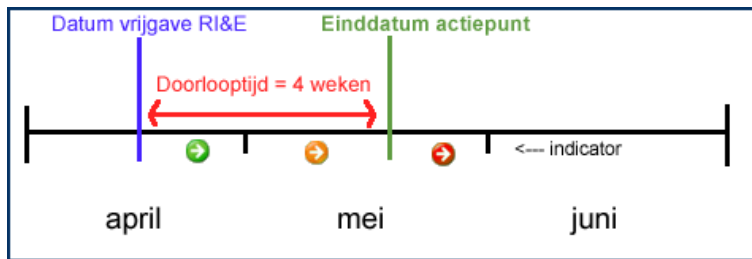 Datum vrijgave RI&E
Einddatum actiepunt
Doorlooptijd = 4 weken
<--- indicator
april
mei
juni